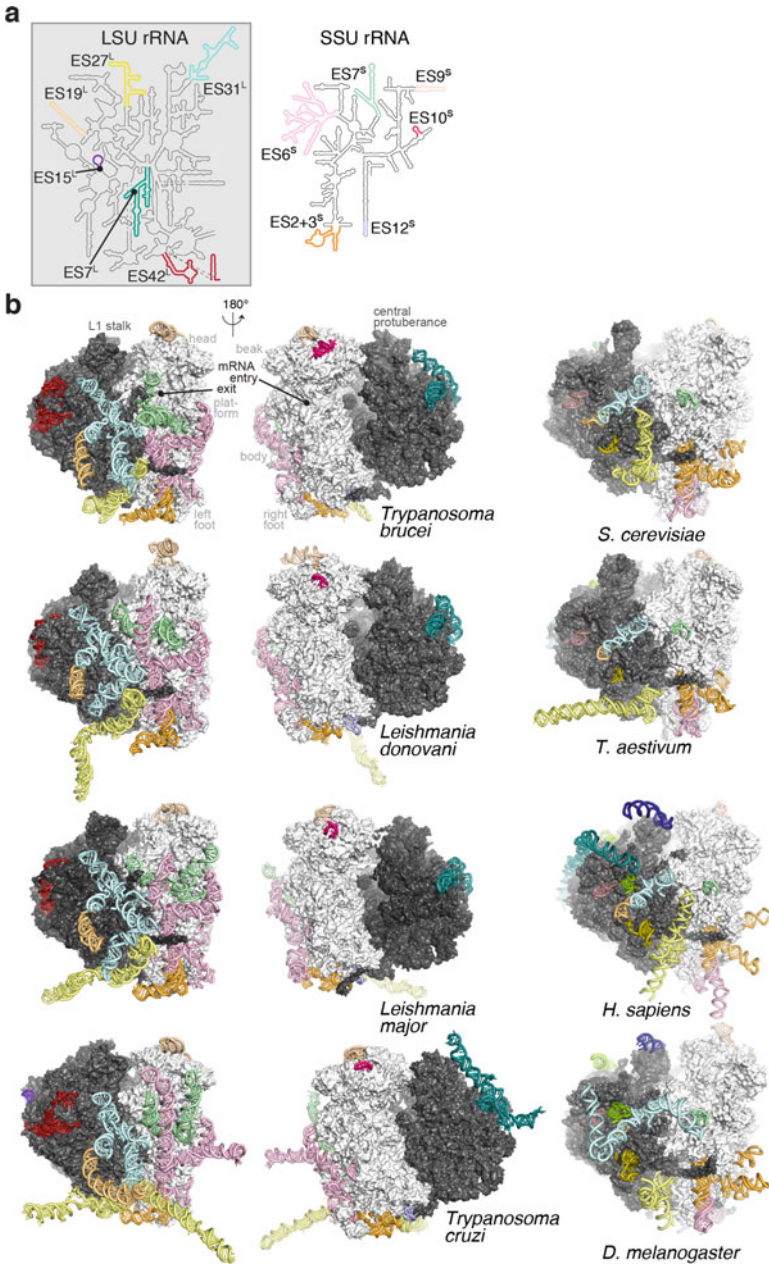 a
LSU rRNA
SSU rRNA
ES27ᴸ
ES31ᴸ
ES19ᴸ
ES15ᴸ
ES7ᴸ
ES42ᴸ
ES7ˢ
ES9ˢ
ES10ˢ
ES6ˢ
ES2+3ˢ
ES12ˢ
b
180°
L1 stalk
head
beak
central
protuberance
mRNA
entry
exit
plat-
form
body
left
foot
right
foot
Trypanosoma
brucei
S. cerevisiae
Leishmania
donovani
T. aestivum
Leishmania
major
H. sapiens
Trypanosoma
cruzi
D. melanogaster